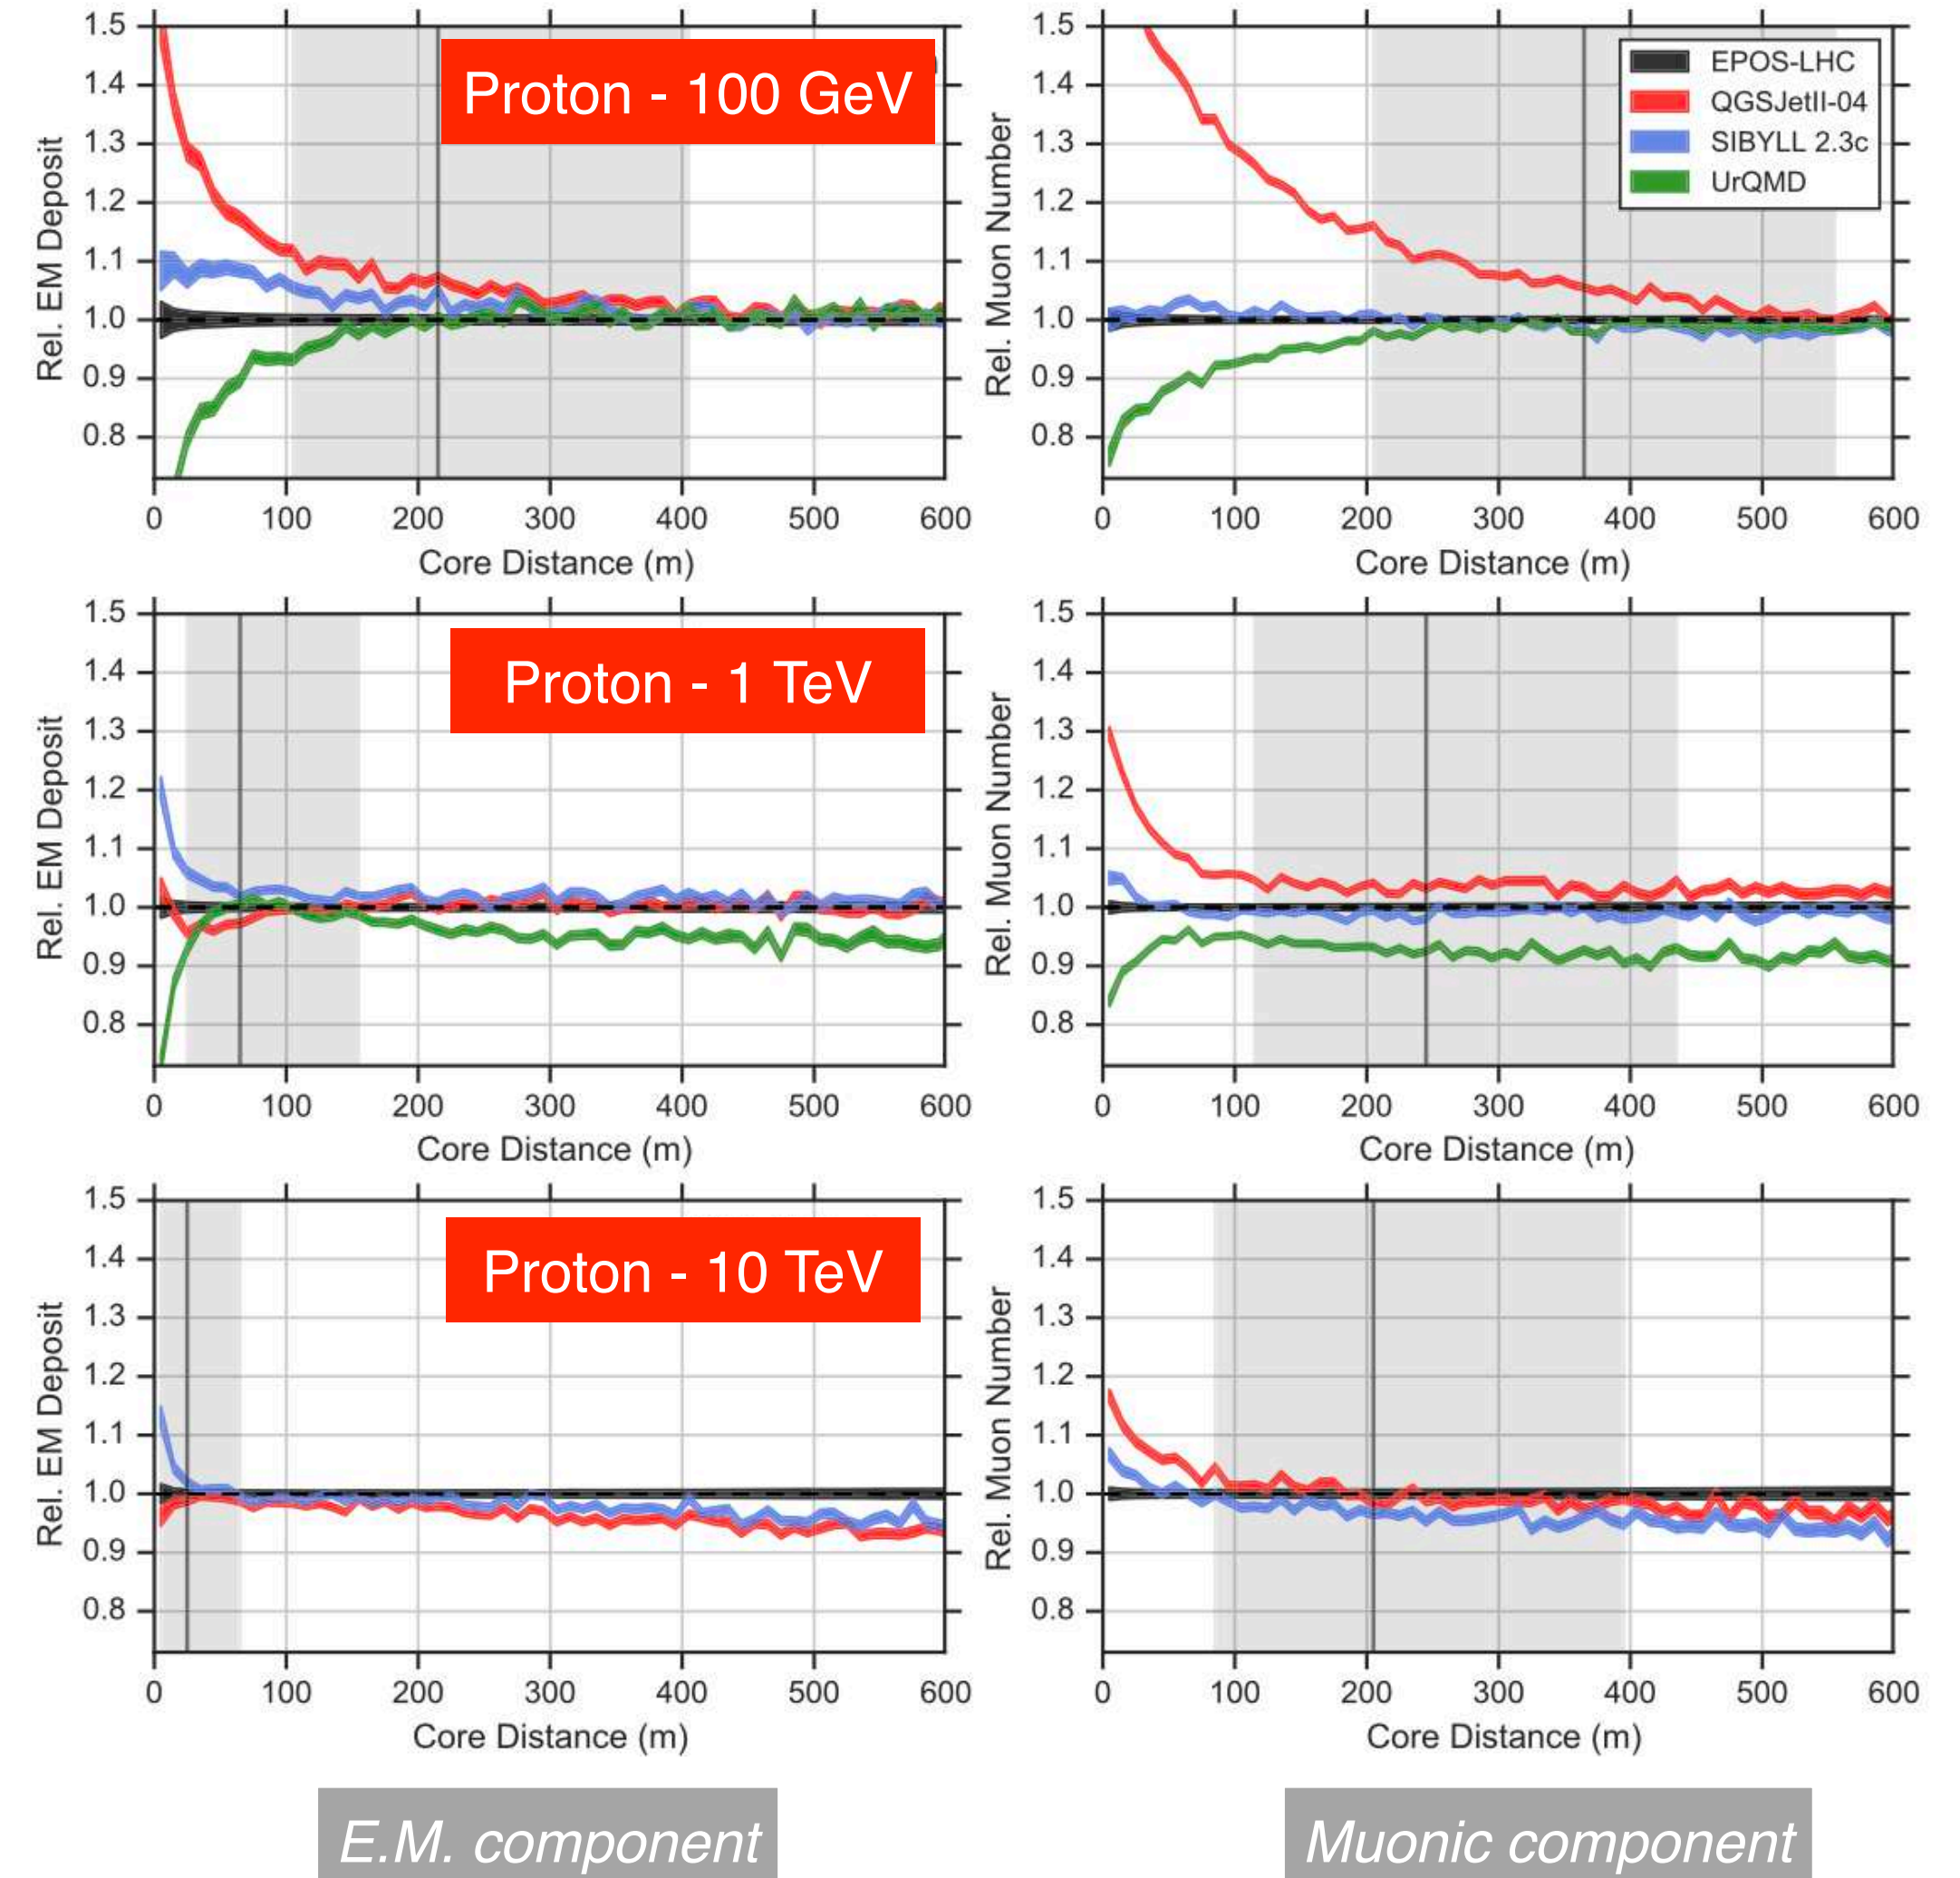 Rel. EM Deposit
1.5
1.4
1.3
1.2
1.1
1.0
0.9
0.8
Proton - 100 GeV
0 100 200 300 400 500 600
Core Distance (m)
Rel. Muon Number
1.5
1.4
1.3
1.2
1.1
1.0
0.9
0.8
EPOS-LHC
QGSJetII-04
SIBYLL 2.3c
UrQMD
0 100 200 300 400 500 600
Core Distance (m)
Rel. EM Deposit
1.5
1.4
1.3
1.2
1.1
1.0
0.9
0.8
Proton - 1 TeV
0 100 200 300 400 500 600
Core Distance (m)
Rel. Muon Number
1.5
1.4
1.3
1.2
1.1
1.0
0.9
0.8
0 100 200 300 400 500 600
Core Distance (m)
Rel. EM Deposit
1.5
1.4
1.3
1.2
1.1
1.0
0.9
0.8
Proton - 10 TeV
0 100 200 300 400 500 600
Core Distance (m)
Rel. Muon Number
1.5
1.4
1.3
1.2
1.1
1.0
0.9
0.8
0 100 200 300 400 500 600
Core Distance (m)
E.M. component
Muonic component